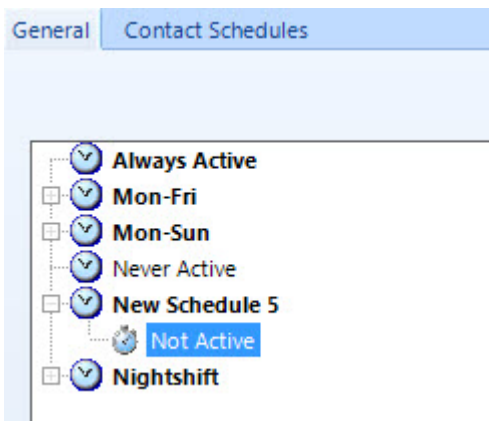 General Contact Schedules
Always Active
Mon-Fri
Mon-Sun
Never Active
New Schedule 5
Not Active
Nightshift